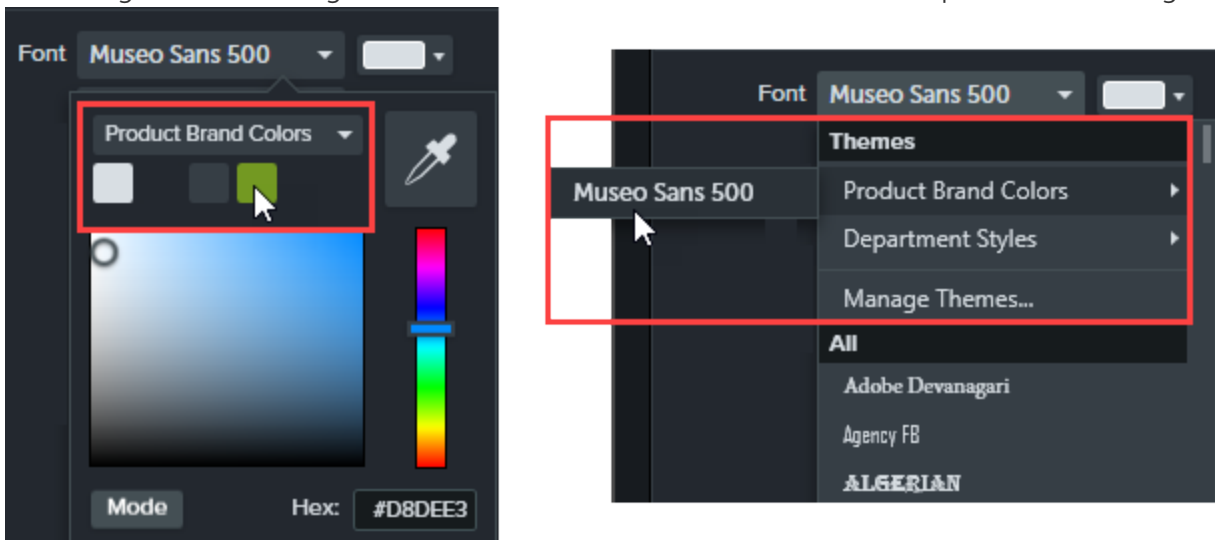 Font Museo Sans 500
Product Brand Colors
Mode Hex: #D8DEE3
Font Museo Sans 500
Themes
Museo Sans 500
Product Brand Colors
Department Styles
Manage Themes...
All
Adobe Devanagari
Agency FB
ALGERIAN